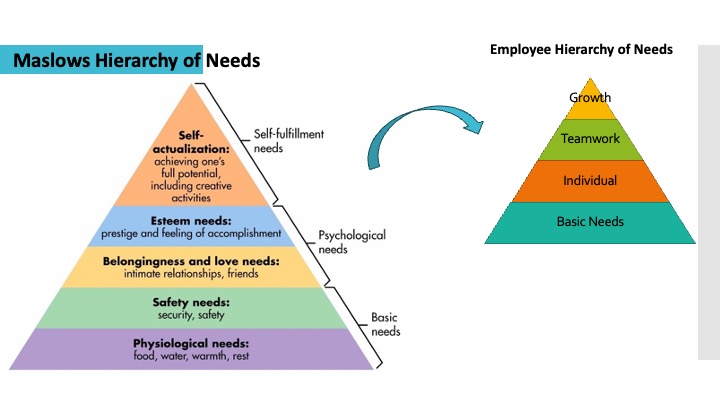 Maslows Hierarchy of Needs
Self-
actualization:
achieving one's
full potential,
including creative
activities
Self-fulfillment
needs
Esteem needs:
prestige and feeling of accomplishment
Belongingness and love needs:
intimate relationships, friends
Psychological
needs
Safety needs:
security, safety
Physiological needs:
food, water, warmth, rest
Basic
needs
Employee Hierarchy of Needs
Growth
Teamwork
Individual
Basic Needs